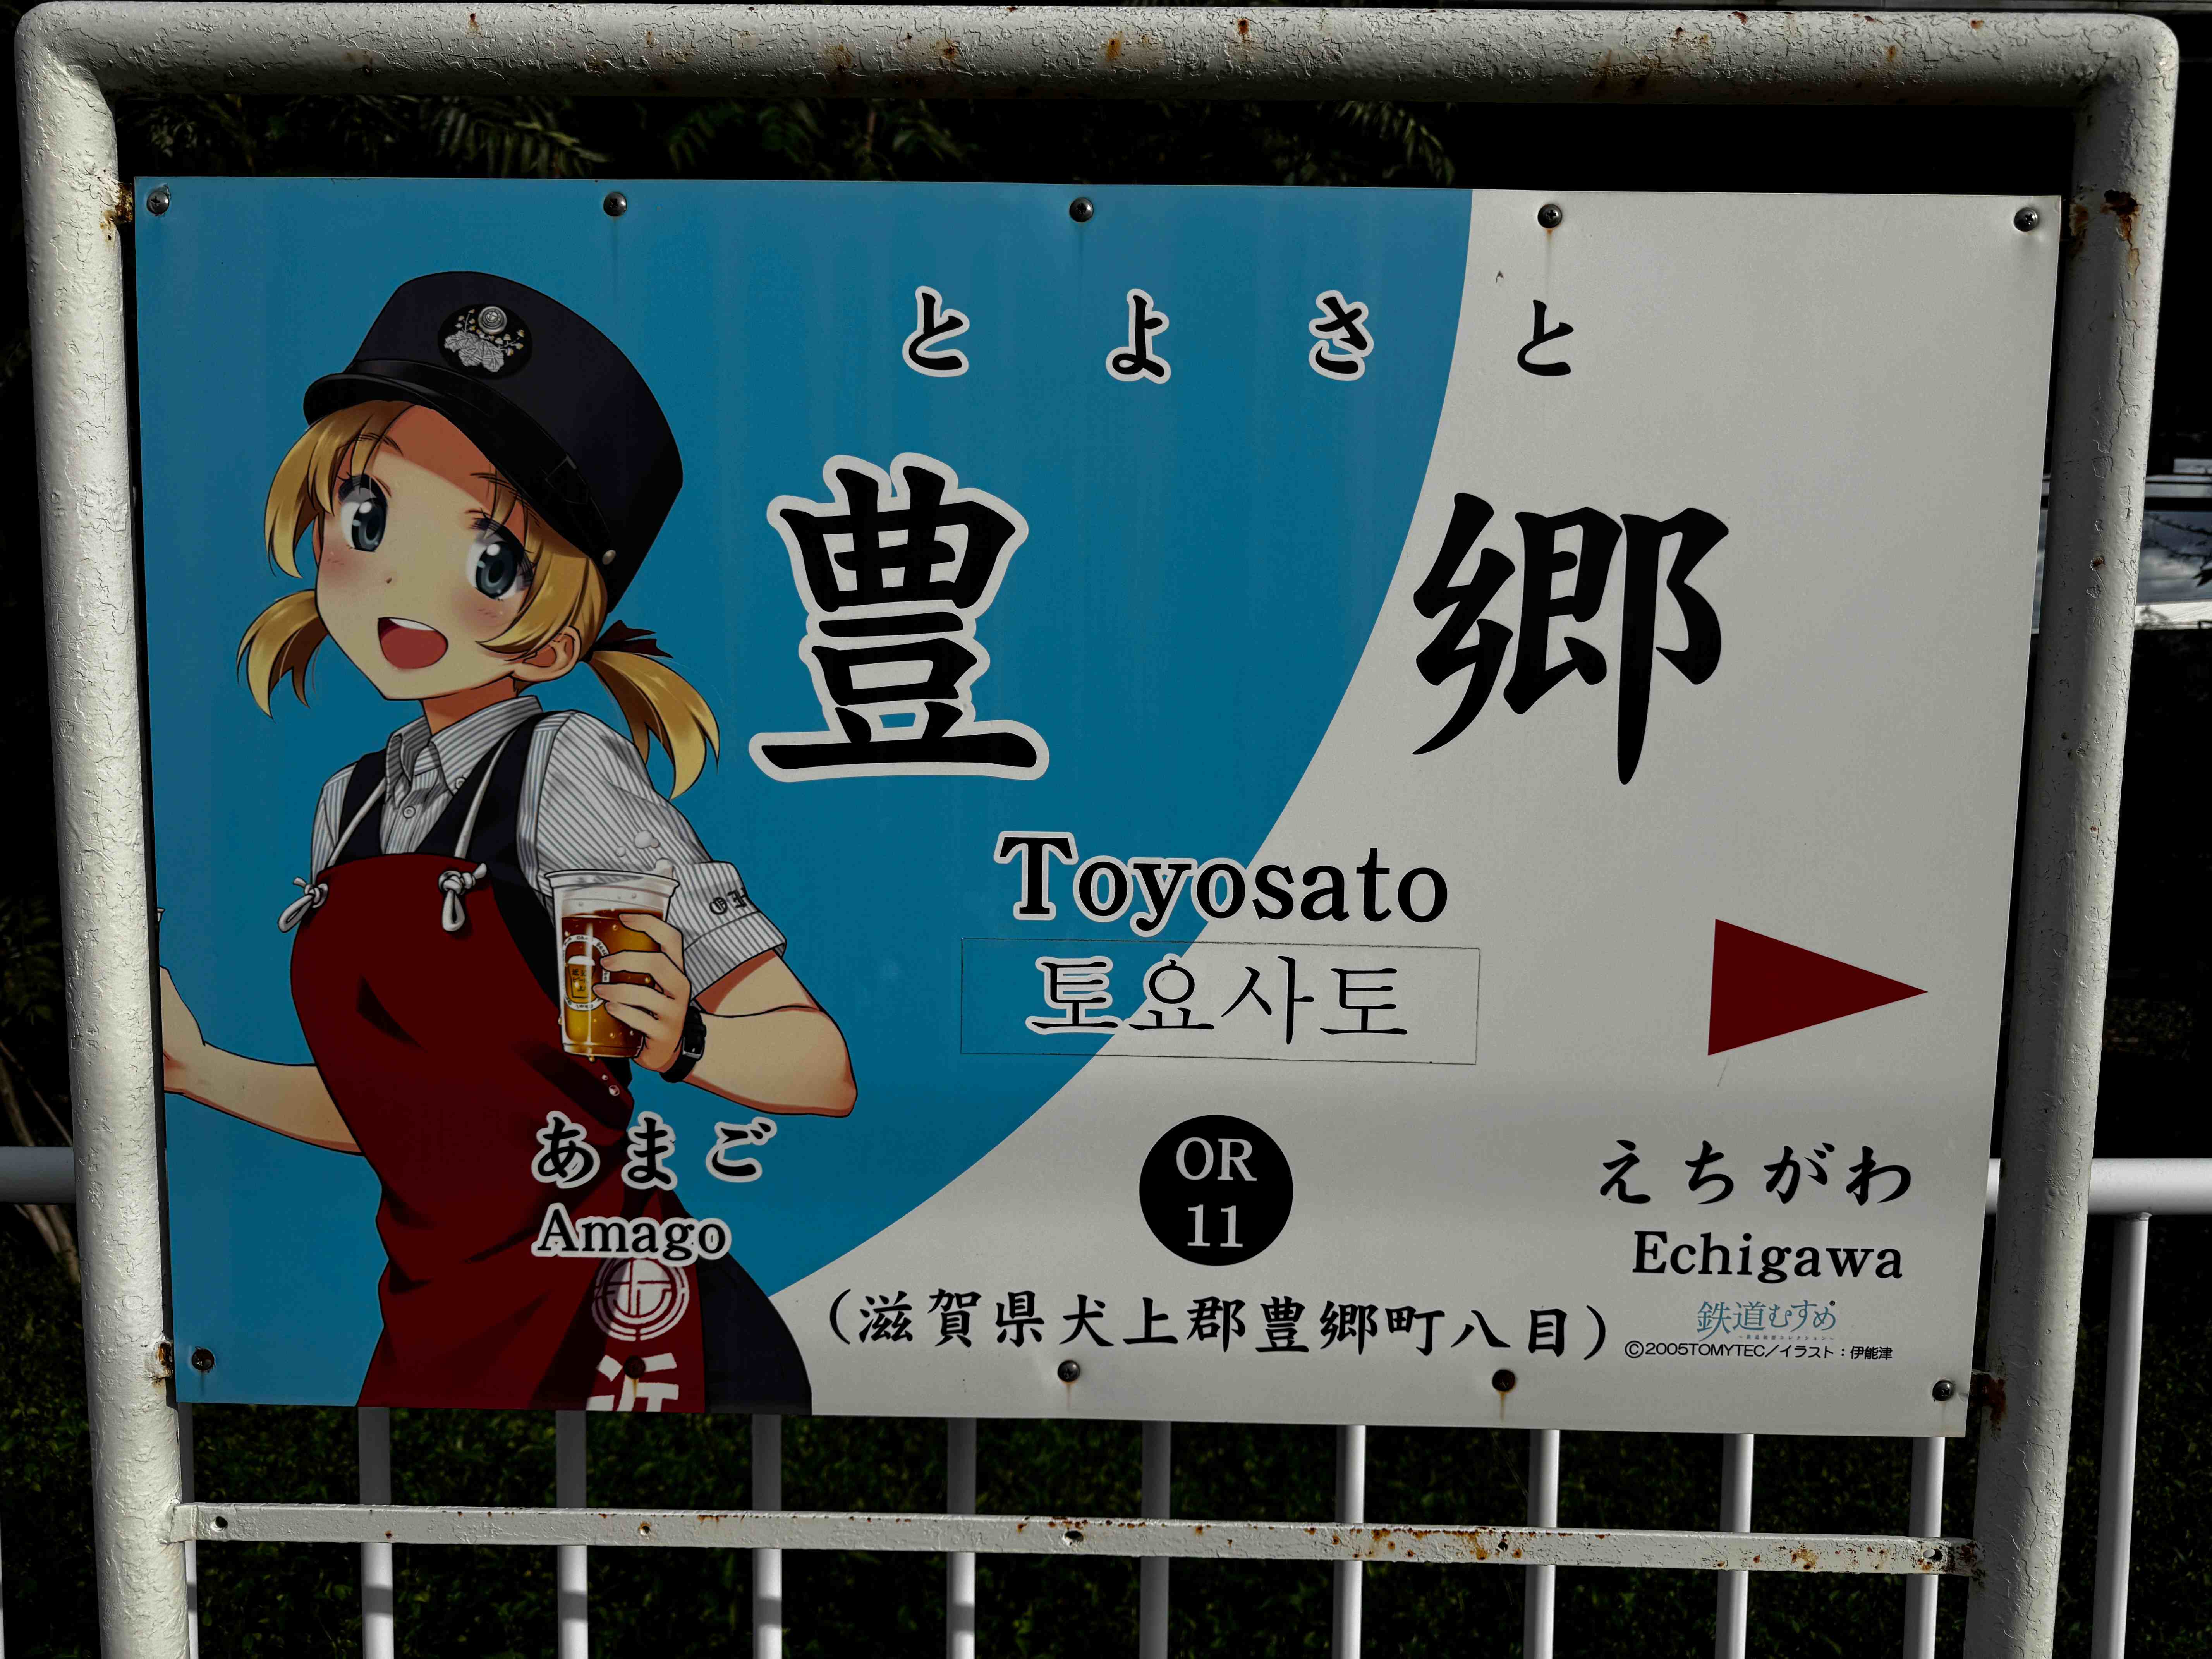 とよさと
豊郷
Toyosato
토요사토
あまご
Amago
OR
11
えちがわ
Echigawa
(滋賀県犬上郡豊郷町八目)
鉄道むすめ
©2005TOMYTEC/イラスト:伊能津
近